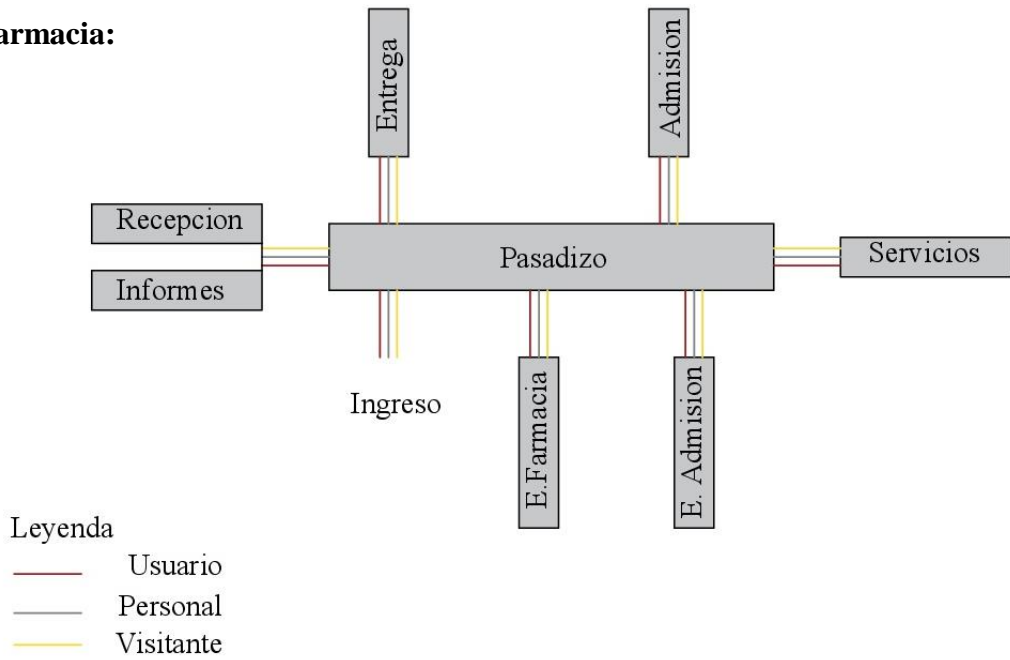 armacia:
Entrega
Admision
Recepcion
Informes
Pasadizo
Servicios
Ingreso
E.Farmacia
E. Admision
Leyenda
Usuario
Personal
Visitante